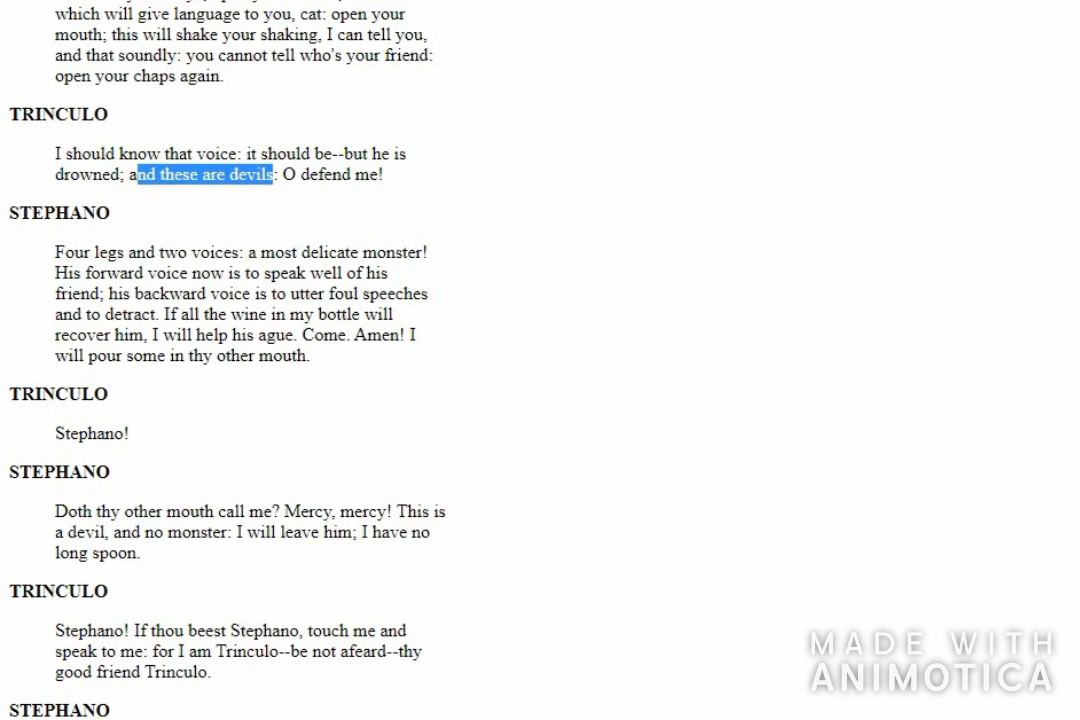 which will give language to you, cat: open your
mouth; this will shake your shaking, I can tell you,
and that soundly: you cannot tell who's your friend:
open your chaps again.
TRINCULO
I should know that voice: it should be--but he is
drowned; and these are devils: O defend me!
STEPHANO
Four legs and two voices: a most delicate monster!
His forward voice now is to speak well of his
friend; his backward voice is to utter foul speeches
and to detract. If all the wine in my bottle will
recover him, I will help his ague. Come. Amen! I
will pour some in thy other mouth.
TRINCULO
Stephano!
STEPHANO
Doth thy other mouth call me? Mercy, mercy! This is
a devil, and no monster: I will leave him; I have no
long spoon.
TRINCULO
Stephano! If thou beest Stephano, touch me and
speak to me: for I am Trinculo--be not afeard--thy
good friend Trinculo.
STEPHANO
MADE WITH
ANIMOTICA